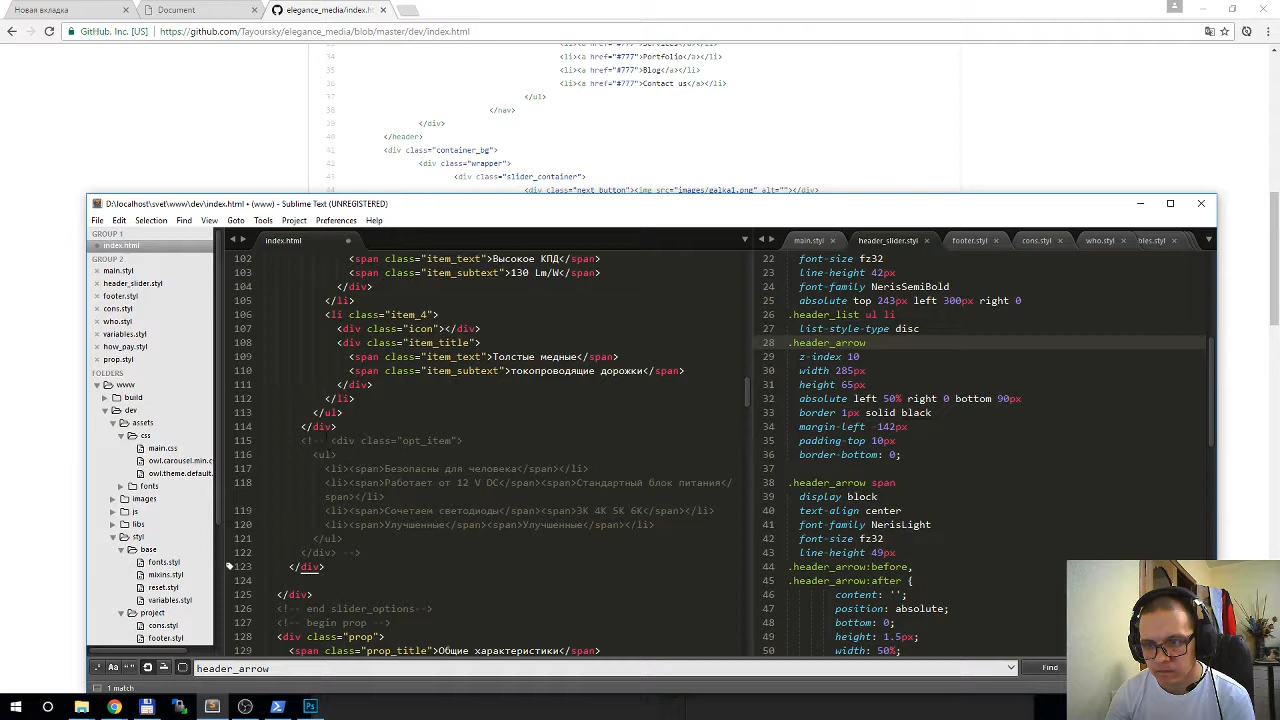 Новая вкладка
Document
elegance_media/index.h
GitHub, Inc. [US]
https://github.com/Tayoursky/elegance_media/blob/master/dev/index.html
34
35
36
37
38
39
40
41
42
43
44
<li><a href="#777">Portfolio</a></li>
<li><a href="#777">Blog</a></li>
<li><a href="#777">Contact us</a></li>
</ul>
</nav>
</div>
</header>
<div class="container_bg">
<div class="wrapper">
<div class="slider_container">
<div class="next_button"><img src="images/galka1.png" alt=""></div>
D:\localhost\svet\www\dev\index.html • (www) - Sublime Text (UNREGISTERED)
File Edit Selection Find View Goto Tools Project Preferences Help
GROUP 1
index.html
GROUP 2
main.styl
header_slider.styl
footer.styl
cons.styl
who.styl
variables.styl
how_pay.styl
prop.styl
FOLDERS
www
build
dev
assets
css
main.css
owl.carousel.min.c
owl.theme.default.
fonts
images
js
libs
styl
base
fonts.styl
mixins.styl
reset.styl
variables.styl
project
cons.styl
footer.styl
index.html
102 <span class="item_text">Высокое КПД</span>
103 <span class="item_subtext">130 Lm/W</span>
104 </div>
105 </li>
106 <li class="item_4">
107 <div class="icon"></div>
108 <div class="item_title">
109 <span class="item_text">Толстые медные</span>
110 <span class="item_subtext">токопроводящие дорожки</span>
111 </div>
112 </li>
113 </ul>
114 </div>
115 <!-- <div class="opt_item">
116 <ul>
117 <li><span>Безопасны для человека</span></li>
118 <li><span>Работает от 12 V DC</span><span>Стандартный блок питания</
span></li>
119 <li><span>Сочетаем светодиоды</span><span>3K 4K 5K 6K</span></li>
120 <li><span>Улучшенные</span><span>Улучшенные</span></li>
121 </ul>
122 </div> -->
123 </div>
124
125 </div>
126 <!-- end slider_options-->
127 <!-- begin prop -->
128 <div class="prop">
129 <span class="prop_title">Общие характеристики</span>
main.styl header_slider.styl footer.styl cons.styl who.styl bles.styl
22 font-size fz32
23 line-height 42px
24 font-family NerisSemiBold
25 absolute top 243px left 300px right 0
26 .header_list ul li
27 list-style-type disc
28 .header_arrow
29 z-index 10
30 width 285px
31 height 65px
32 absolute left 50% right 0 bottom 90px
33 border 1px solid black
34 margin-left -142px
35 padding-top 10px
36 border-bottom: 0;
37
38 .header_arrow span
39 display block
40 text-align center
41 font-family NerisLight
42 font-size fz32
43 line-height 49px
44 .header_arrow:before,
45 .header_arrow:after {
46 content: '';
47 position: absolute;
48 bottom: 0;
49 height: 1.5px;
50 width: 50%;
header_arrow
Find
1 match